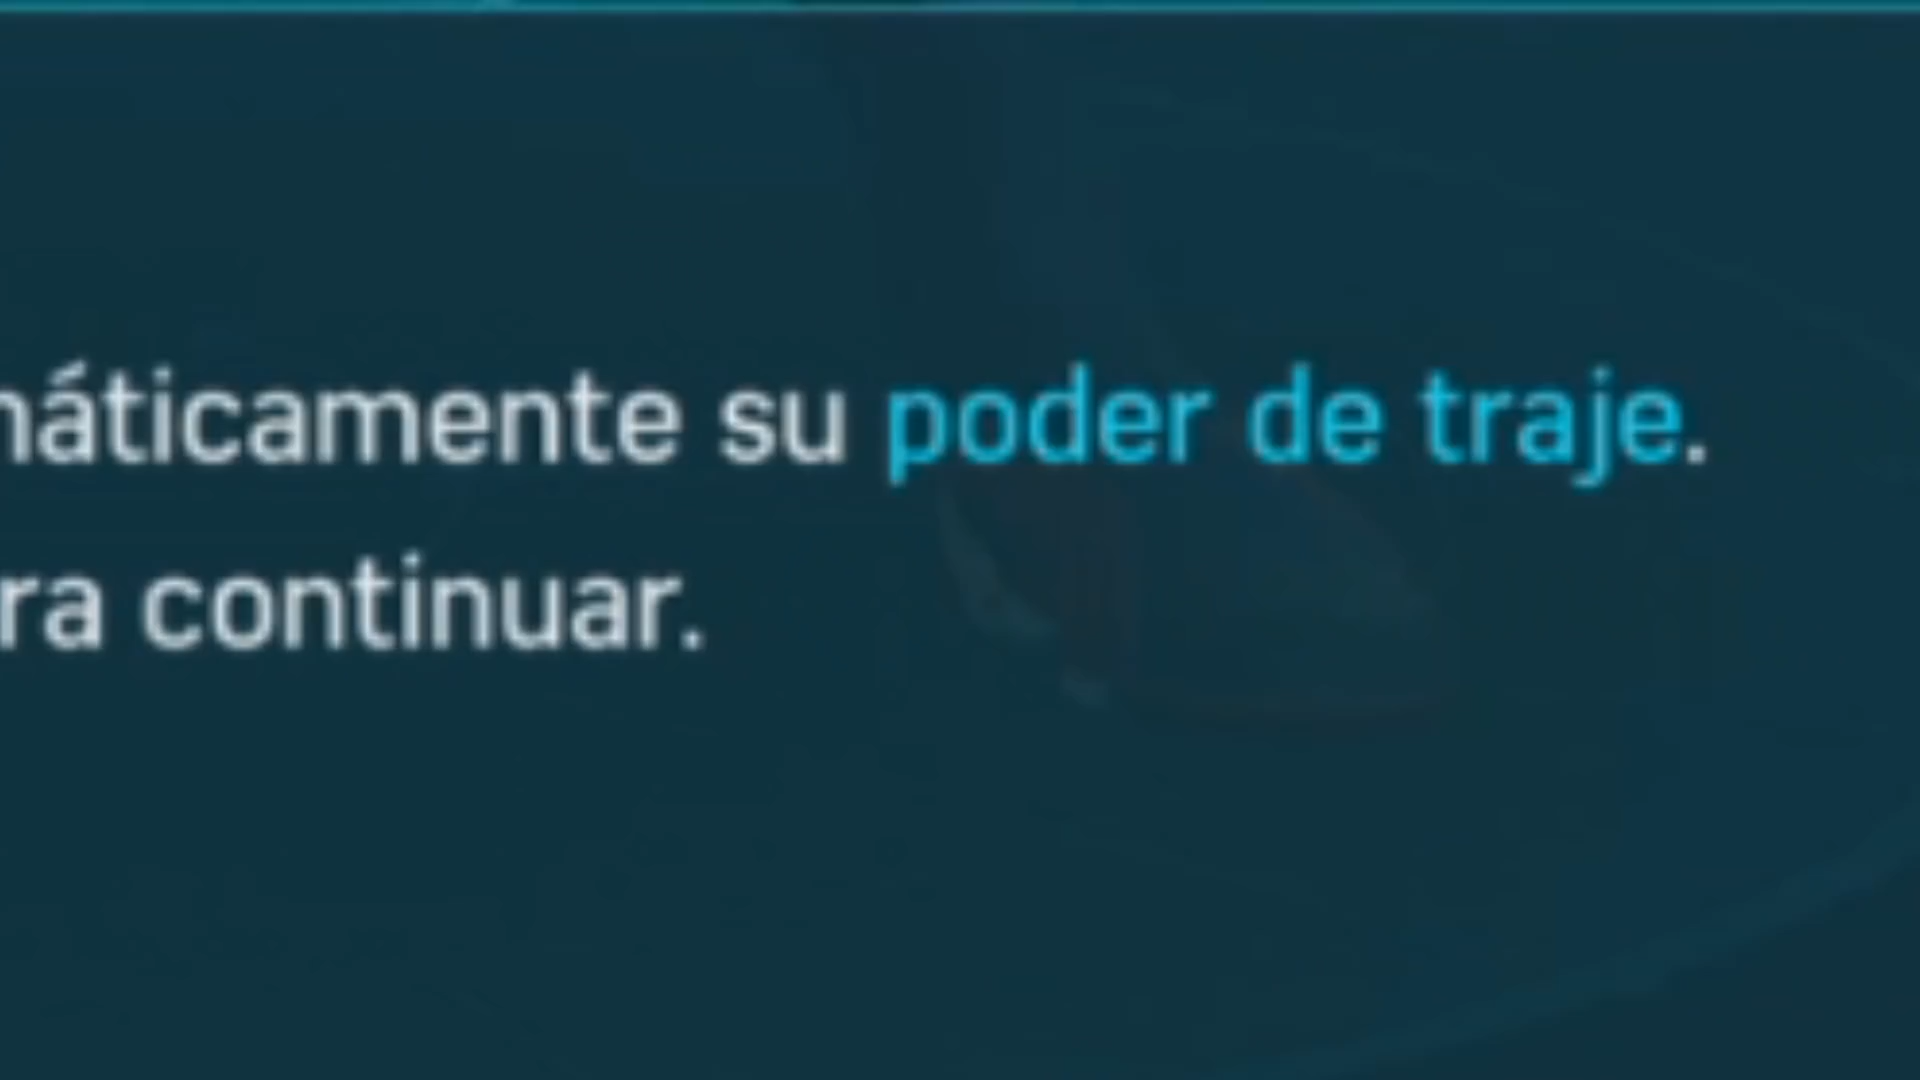 máticamente su poder de traje.
ra continuar.